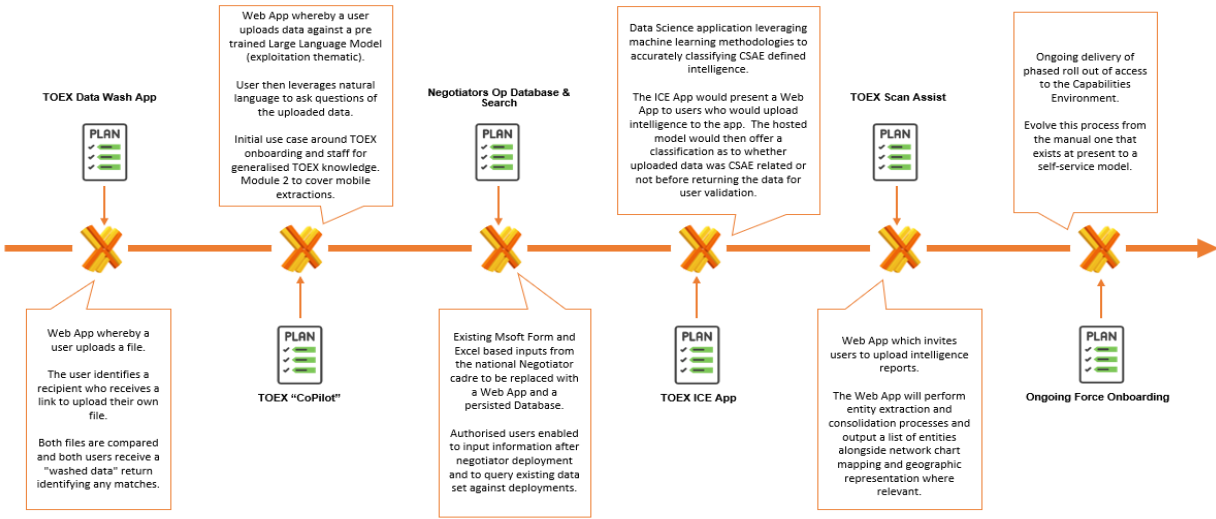 Web App whereby a user
uploads data against a pre
trained Large Language Model
(exploitation thematic).
User then leverages natural
language to ask questions of
the uploaded data.
Initial use case around TOEX
onboarding and staff for
generalised TOEX knowledge.
Module 2 to cover mobile
extractions.
Data Science application leveraging
machine learning methodologies to
accurately classifying CSAE defined
intelligence.
The ICE App would present a Web
App to users who would upload
intelligence to the app. The hosted
model would then offer a
classification as to whether
uploaded data was CSAE related or
not before returning the data for
user validation.
Ongoing delivery of
phased roll out of access
to the Capabilities
Environment.
Evolve this process from
the manual one that
exists at present to a
self-service model.
TOEX Data Wash App
PLAN
Negotiators Op Database &
Search
PLAN
TOEX Scan Assist
PLAN
Web App whereby a
user uploads a file.
The user identifies a
recipient who receives a
link to upload their own
file.
Both files are compared
and both users receive a
"washed data" return
identifying any matches.
PLAN
TOEX “CoPilot”
Existing Msoft Form and
Excel based inputs from
the national Negotiator
cadre to be replaced with
a Web App and a
persisted Database.
Authorised users enabled
to input information after
negotiator deployment
and to query existing data
set against deployments.
PLAN
TOEX ICE App
Web App which invites
users to upload intelligence
reports.
The Web App will perform
entity extraction and
consolidation processes and
output a list of entities
alongside network chart
mapping and geographic
representation where
relevant.
PLAN
Ongoing Force Onboarding